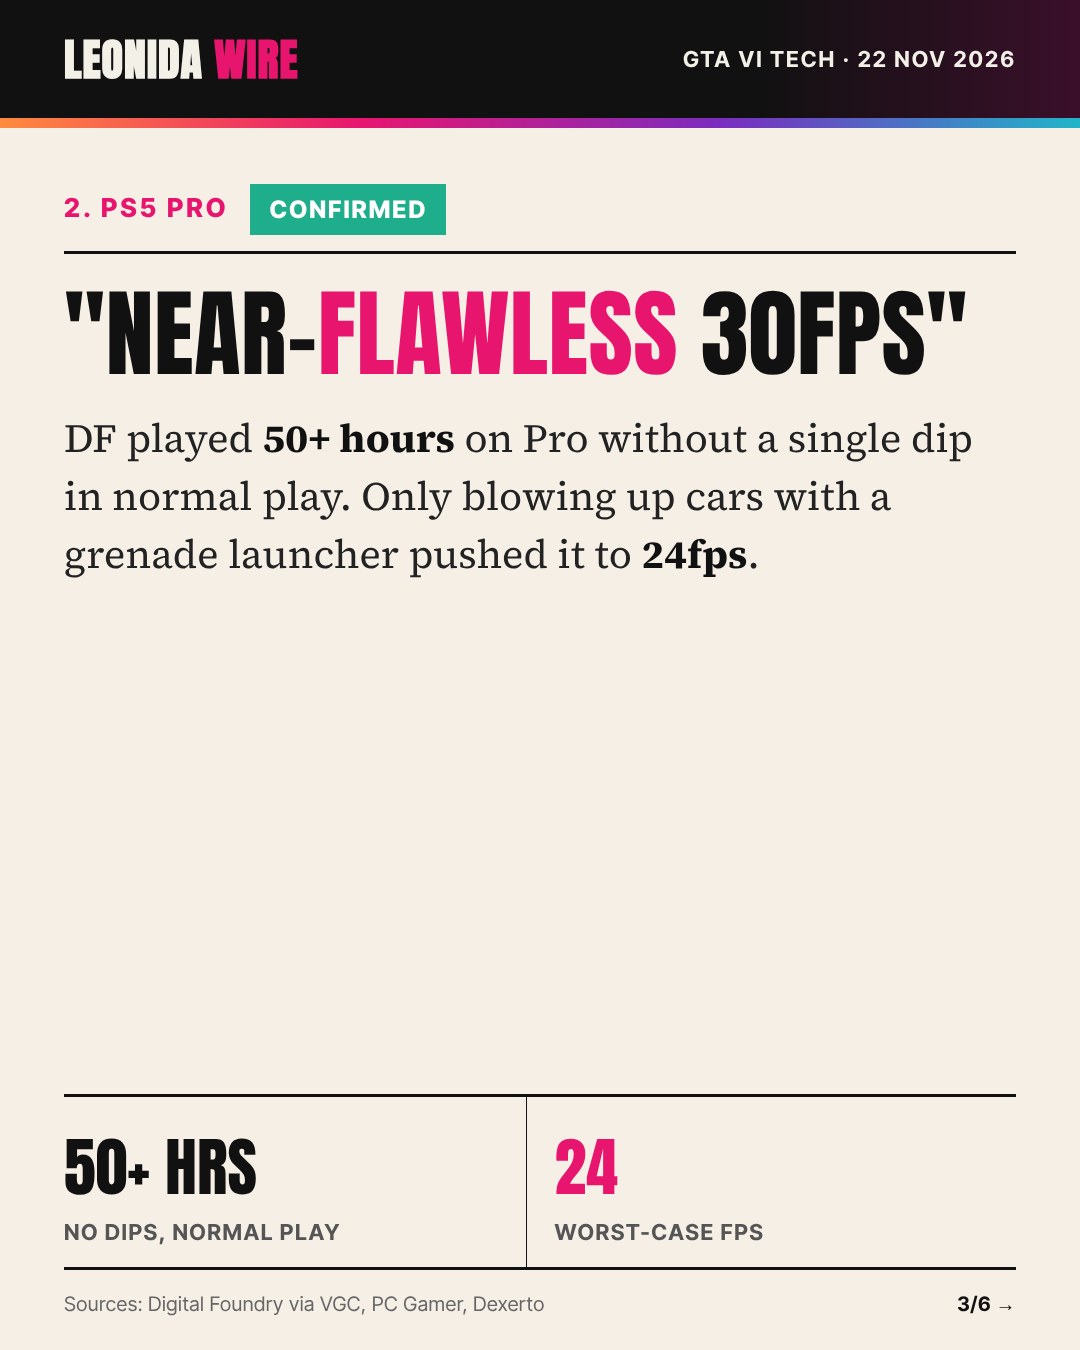 LEONIDA WIRE
GTA VI TECH · 22 NOV 2026
2. PS5 PRO
CONFIRMED
"NEAR-FLAWLESS 30FPS"
DF played 50+ hours on Pro without a single dip
in normal play. Only blowing up cars with a
grenade launcher pushed it to 24fps.
50+ HRS
NO DIPS, NORMAL PLAY
24
WORST-CASE FPS
Sources: Digital Foundry via VGC, PC Gamer, Dexerto
3/6 →